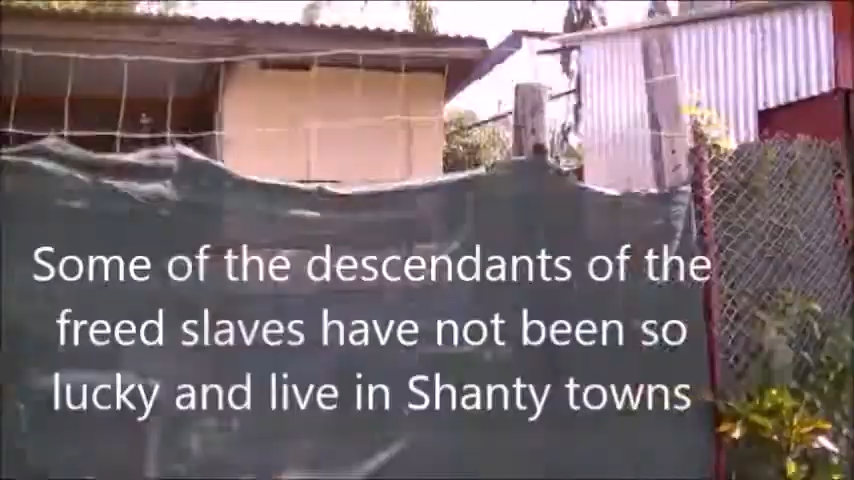 Some of the descendants of the
freed slaves have not been so
lucky and live in Shanty towns